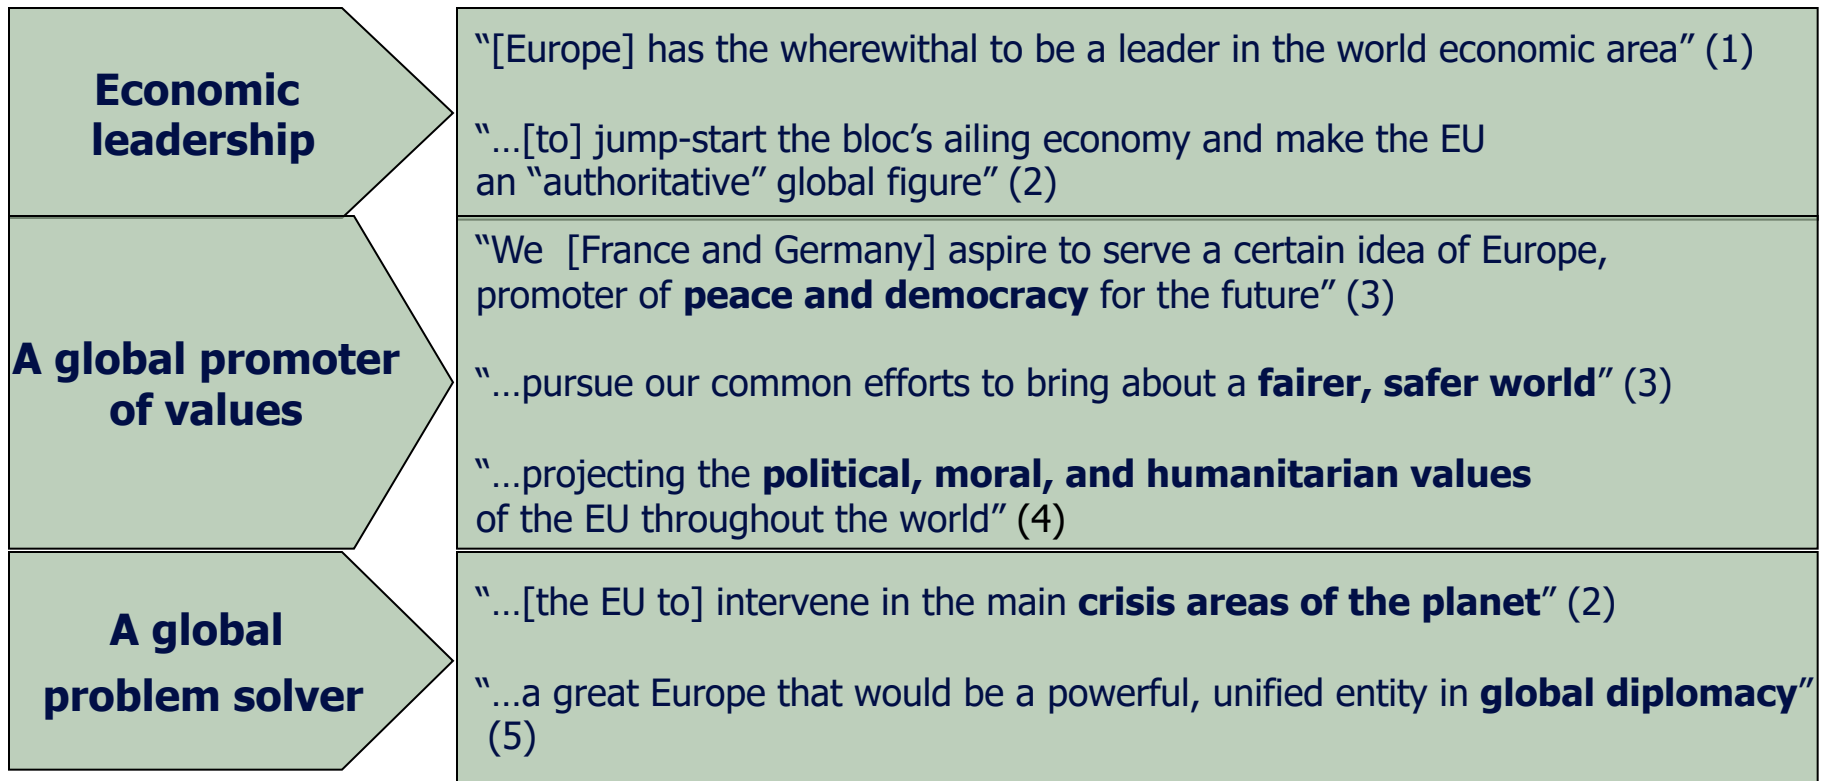 Economic
leadership
“[Europe] has the wherewithal to be a leader in the world economic area” (1)
“…[to] jump-start the bloc’s ailing economy and make the EU
an “authoritative” global figure” (2)
A global promoter
of values
“We [France and Germany] aspire to serve a certain idea of Europe,
promoter of peace and democracy for the future” (3)
“…pursue our common efforts to bring about a fairer, safer world” (3)
“…projecting the political, moral, and humanitarian values
of the EU throughout the world” (4)
A global
problem solver
“…[the EU to] intervene in the main crisis areas of the planet” (2)
“…a great Europe that would be a powerful, unified entity in global diplomacy”
(5)